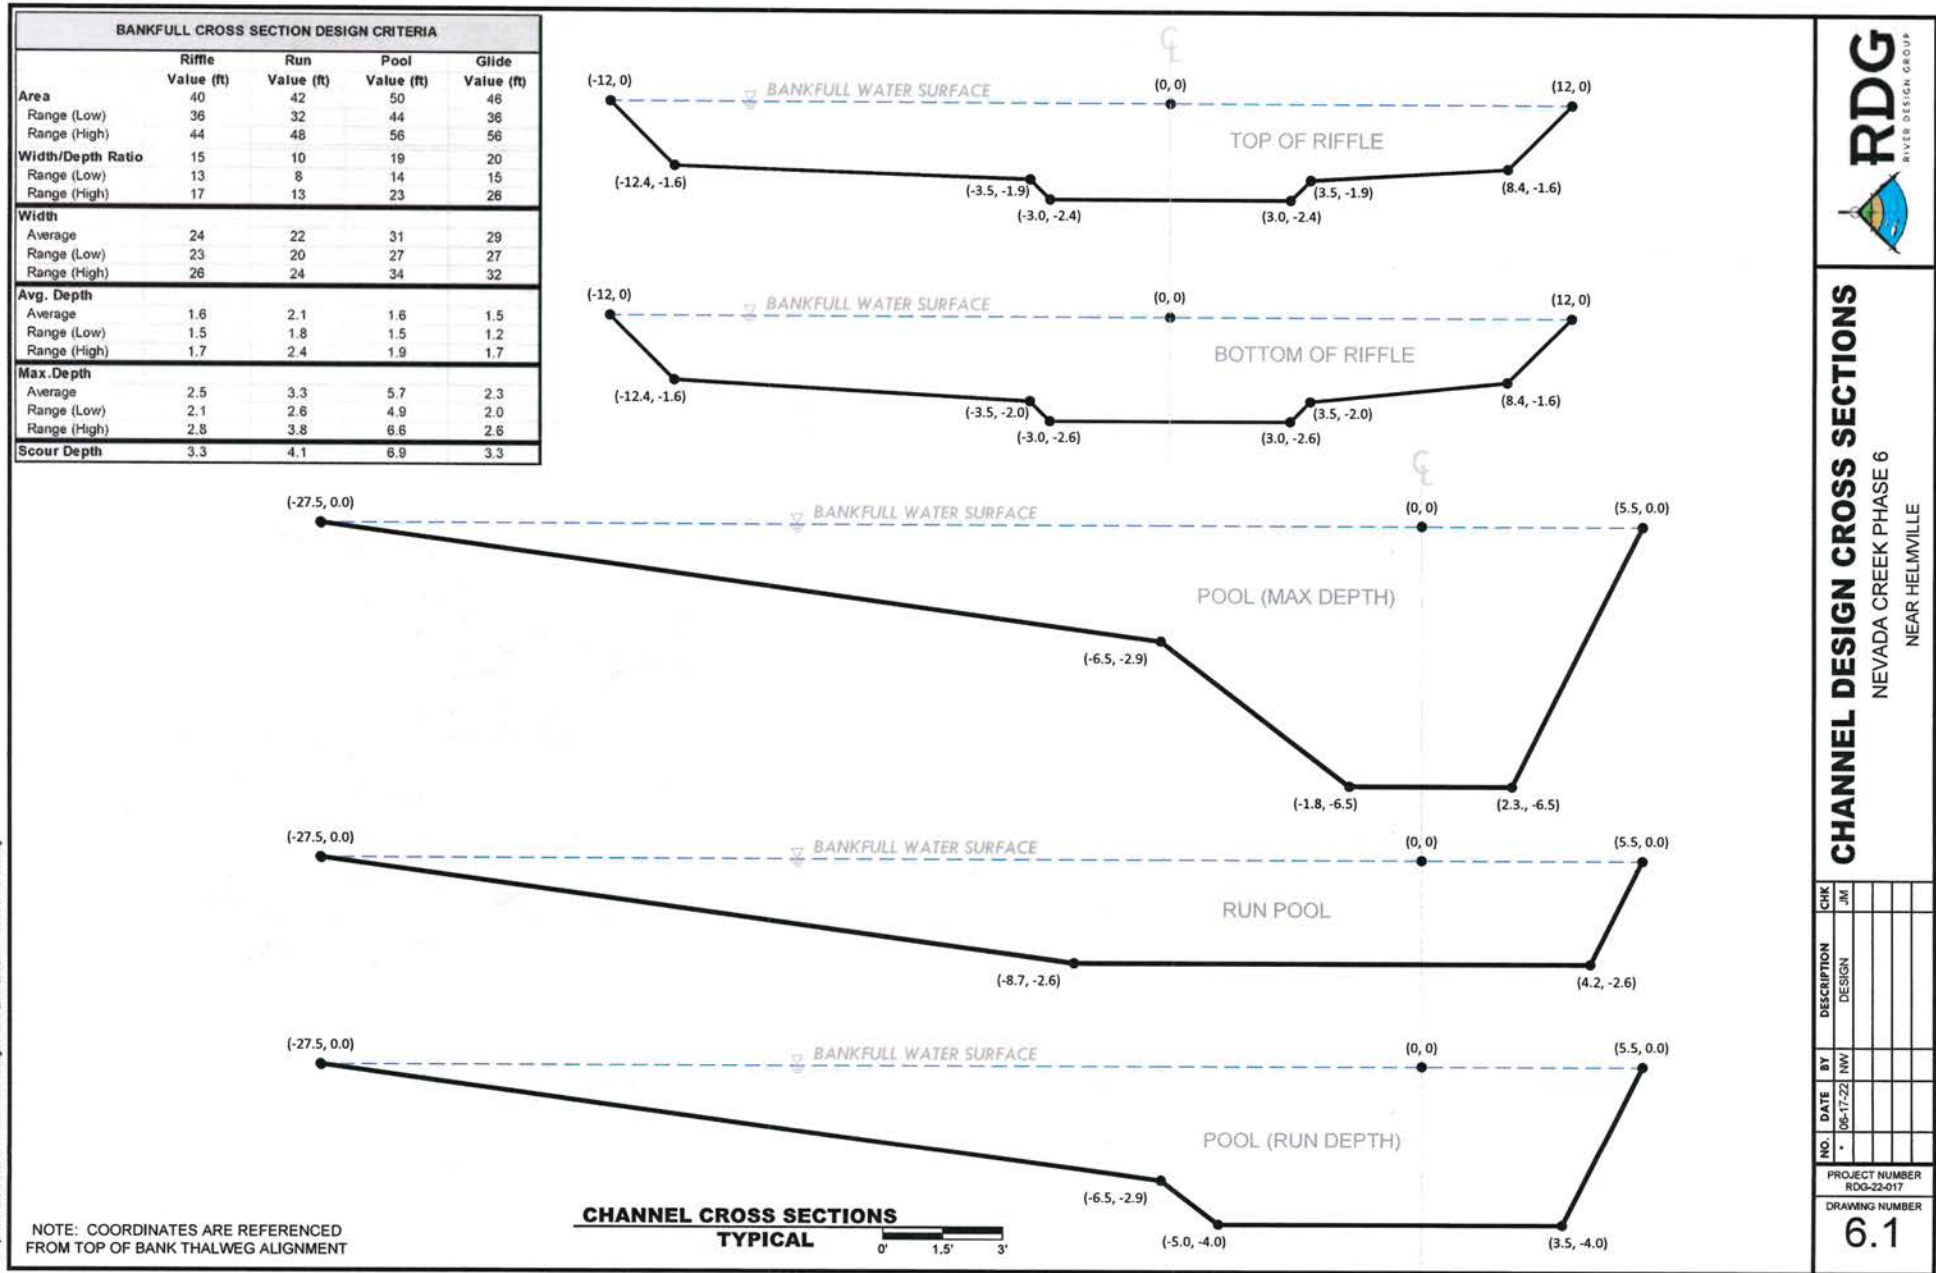 BANKFULL CROSS SECTION DESIGN CRITERIA
Riffle Run Pool Glide
Value (ft) Value (ft) Value (ft) Value (ft)
Area 40 42 50 46
Range (Low) 36 32 44 36
Range (High) 44 48 56 56
Width/Depth Ratio 15 10 19 20
Range (Low) 13 8 14 15
Range (High) 17 13 23 26
Width
Average 24 22 31 29
Range (Low) 23 20 27 27
Range (High) 26 24 34 32
Avg. Depth
Average 1.6 2.1 1.6 1.5
Range (Low) 1.5 1.8 1.5 1.2
Range (High) 1.7 2.4 1.9 1.7
Max.Depth
Average 2.5 3.3 5.7 2.3
Range (Low) 2.1 2.6 4.9 2.0
Range (High) 2.8 3.8 6.6 2.6
Scour Depth 3.3 4.1 6.9 3.3
(-12, 0) BANKFULL WATER SURFACE (0, 0) (12, 0)
TOP OF RIFFLE
(-12.4, -1.6) (-3.5, -1.9) (3.5, -1.9) (8.4, -1.6)
(-3.0, -2.4) (3.0, -2.4)
(-12, 0) BANKFULL WATER SURFACE (0, 0) (12, 0)
BOTTOM OF RIFFLE
(-12.4, -1.6) (-3.5, -2.0) (3.5, -2.0) (8.4, -1.6)
(-3.0, -2.6) (3.0, -2.6)
(-27.5, 0.0) BANKFULL WATER SURFACE (0, 0) (5.5, 0.0)
POOL (MAX DEPTH)
(-6.5, -2.9)
(-1.8, -6.5) (2.3., -6.5)
(-27.5, 0.0) BANKFULL WATER SURFACE (0, 0) (5.5, 0.0)
RUN POOL
(-8.7, -2.6) (4.2, -2.6)
(-27.5, 0.0) BANKFULL WATER SURFACE (0, 0) (5.5, 0.0)
POOL (RUN DEPTH)
(-6.5, -2.9)
(-5.0, -4.0) (3.5, -4.0)
CHANNEL CROSS SECTIONS
TYPICAL
0' 1.5' 3'
NOTE: COORDINATES ARE REFERENCED
FROM TOP OF BANK THALWEG ALIGNMENT
RDG
RIVER DESIGN GROUP
CHANNEL DESIGN CROSS SECTIONS
NEVADA CREEK PHASE 6
NEAR HELMVILLE
NO. DATE BY DESCRIPTION CHK
06-17-22 NW DESIGN JM
PROJECT NUMBER
RDG-22-017
DRAWING NUMBER
6.1